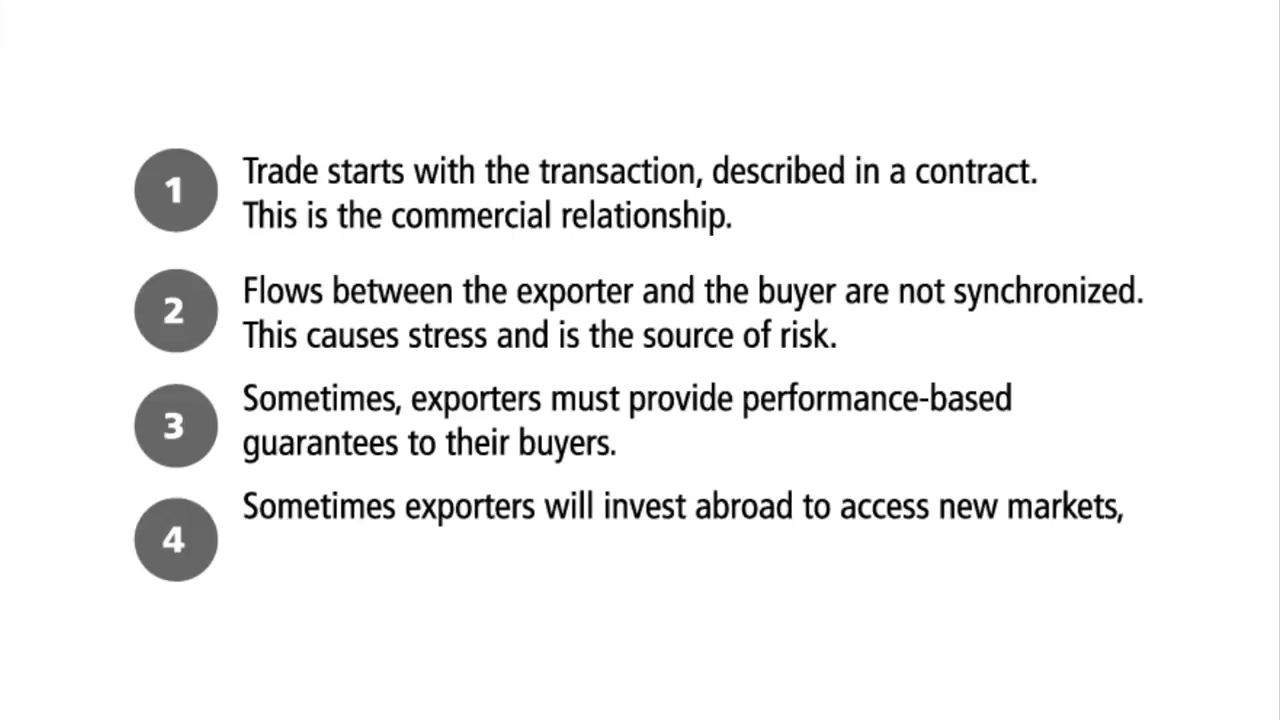 1 Trade starts with the transaction, described in a contract.
This is the commercial relationship.
2 Flows between the exporter and the buyer are not synchronized.
This causes stress and is the source of risk.
3 Sometimes, exporters must provide performance-based
guarantees to their buyers.
4 Sometimes exporters will invest abroad to access new markets,